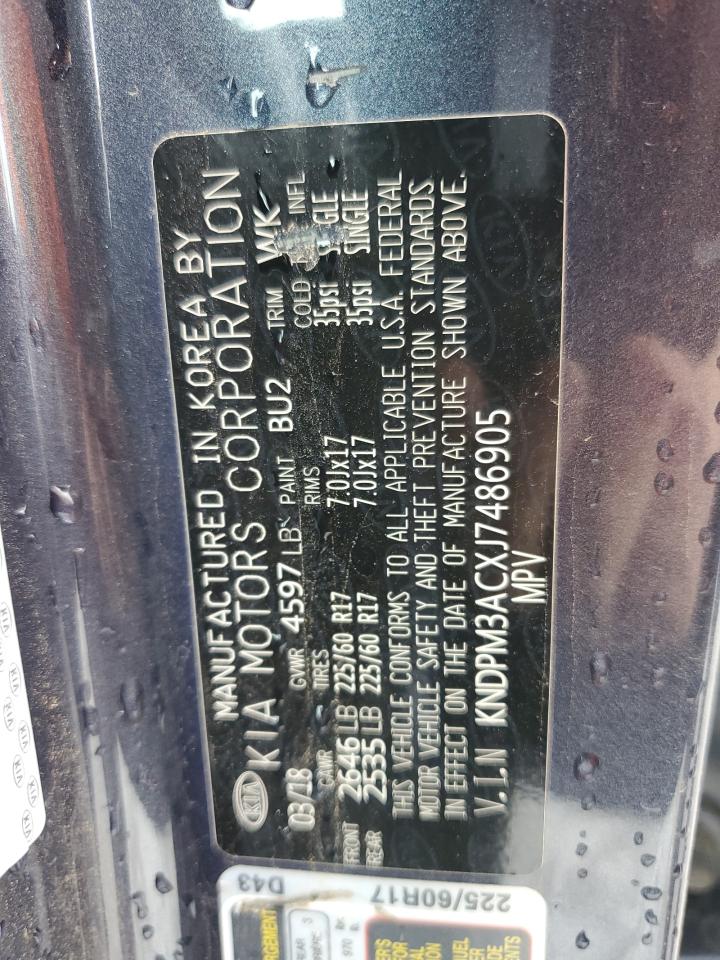 MANUFACTURED IN KOREA BY
KIA KIA MOTORS CORPORATION
03/18 GVWR 4597 LB PAINT BU2 TRIM WK
GAWR TIRES RIMS COLD INFL
FRONT 2646 LB 225/60 R17 7.0Jx17 35psi
REAR 2535 LB 225/60 R17 7.0Jx17 35psi SINGLE
THIS VEHICLE CONFORMS TO ALL APPLICABLE U.S.A. FEDERAL
MOTOR VEHICLE SAFETY AND THEFT PREVENTION STANDARDS
IN EFFECT ON THE DATE OF MANUFACTURE SHOWN ABOVE.
V.I.N KNDPM3ACXJ7486905
MPV
D43
225/60R17